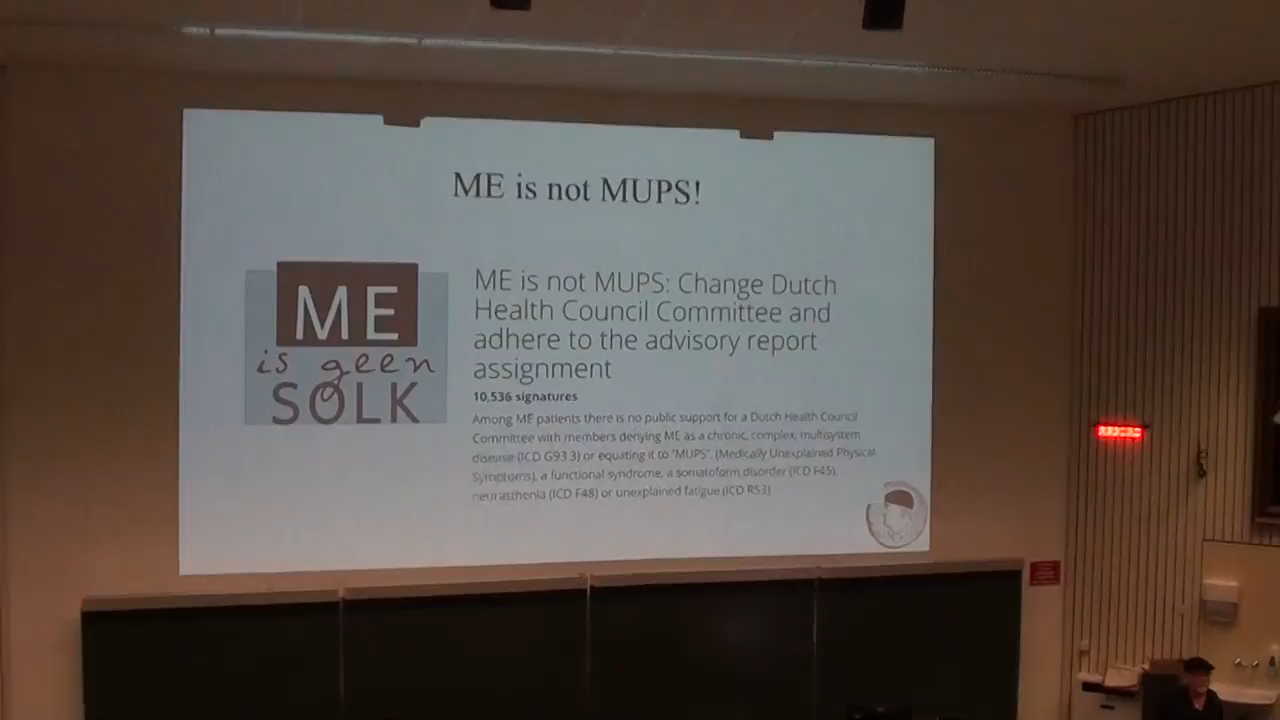 ME is not MUPS!
ME
is geen
SOLK
ME is not MUPS: Change Dutch
Health Council Committee and
adhere to the advisory report
assignment
10,536 signatures
Among ME patients there is no public support for a Dutch Health Council
Committee with members denying ME as a chronic, complex, multisystem
disease (ICD G93.3) or equating it to "MUPS", (Medically Unexplained Physical
Symptoms), a functional syndrome, a somatoform disorder (ICD F45),
neurasthenia (ICD F48) or unexplained fatigue (ICD R53)